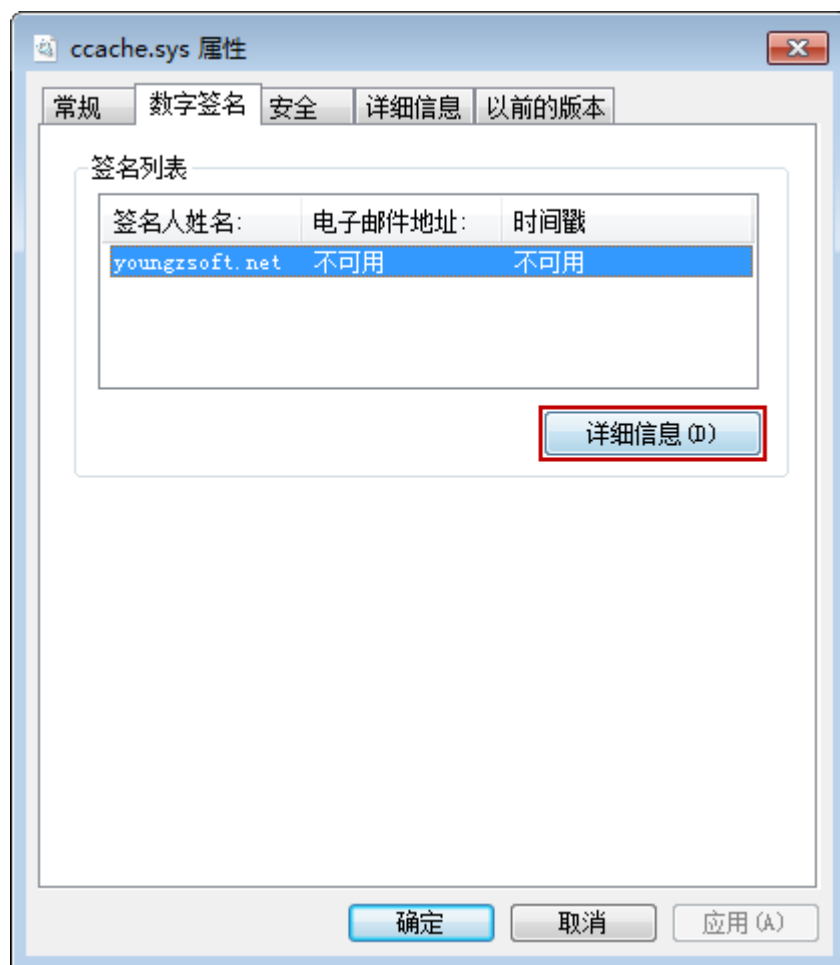 ccache.sys 属性
常规 数字签名 安全 详细信息 以前的版本
签名列表
签名人姓名: 电子邮件地址: 时间戳
youngzsoft.net 不可用 不可用
详细信息(D)
确定 取消 应用(A)